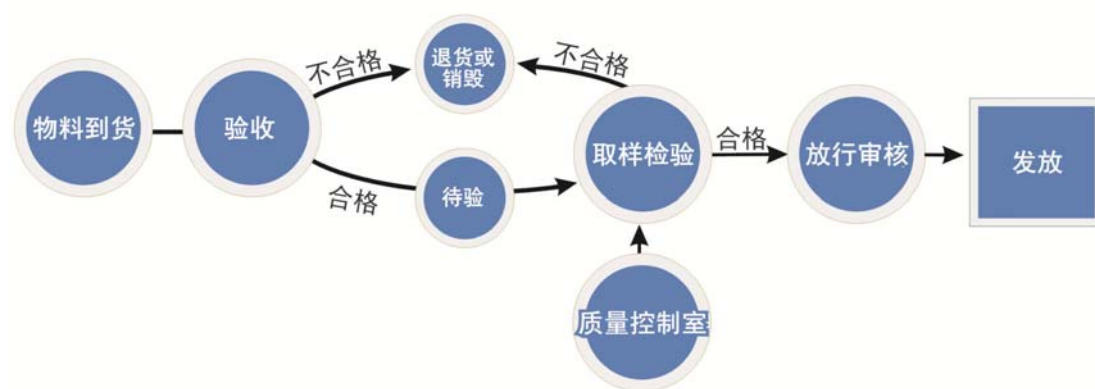 物料到货
验收
不合格
合格
退货或
销毁
待验
不合格
取样检验
质量控制室
合格
放行审核
发放